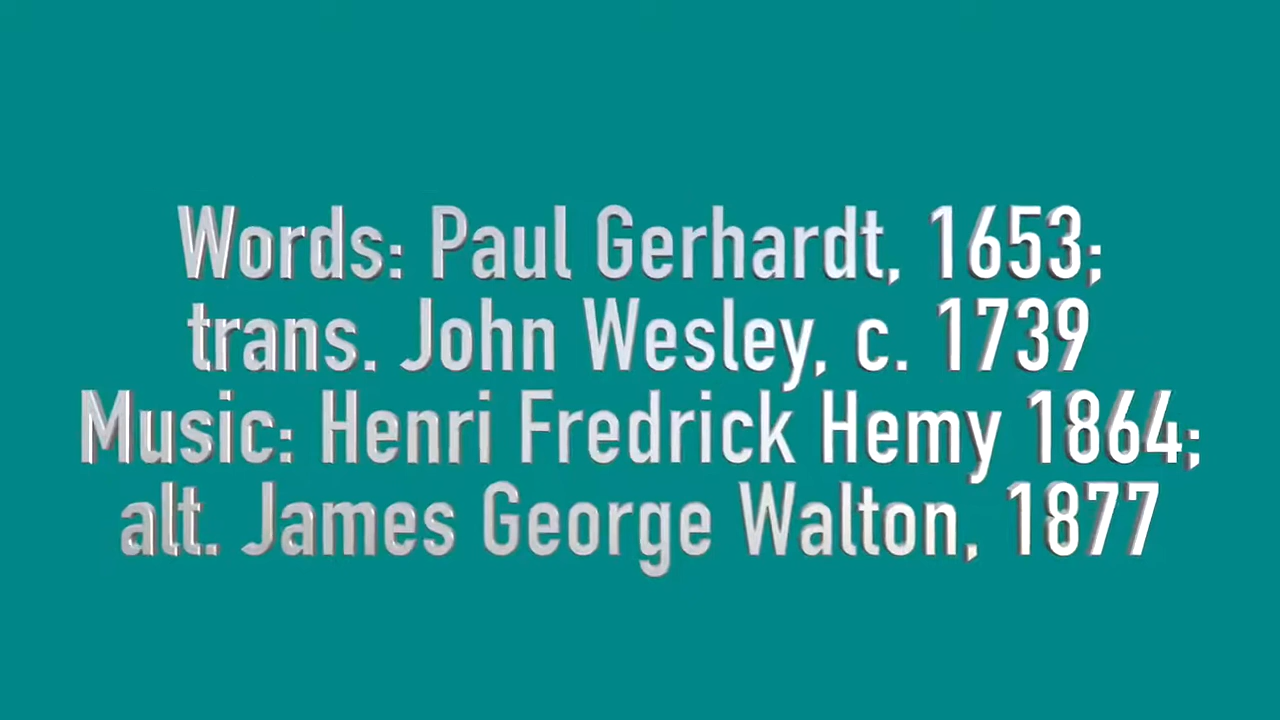 Words: Paul Gerhardt, 1653;
trans. John Wesley, c. 1739
Music: Henri Fredrick Hemy 1864;
alt. James George Walton, 1877